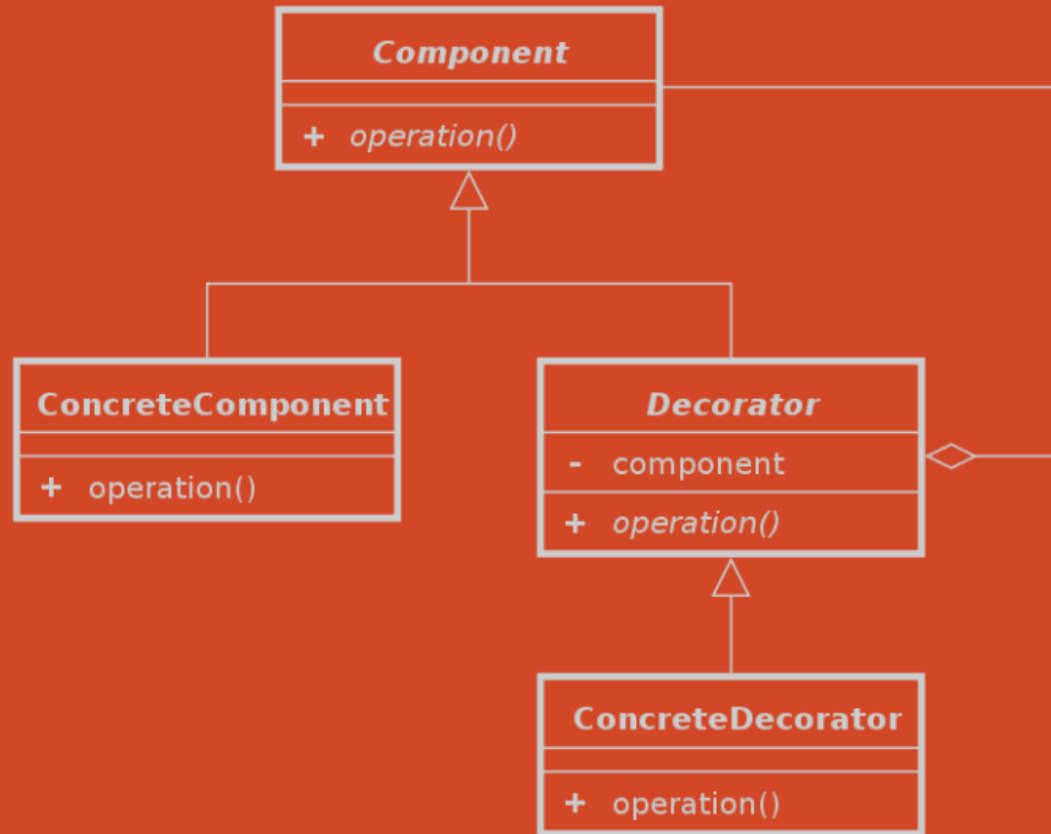 Component
+ operation()
ConcreteComponent
+ operation()
Decorator
- component
+ operation()
ConcreteDecorator
+ operation()